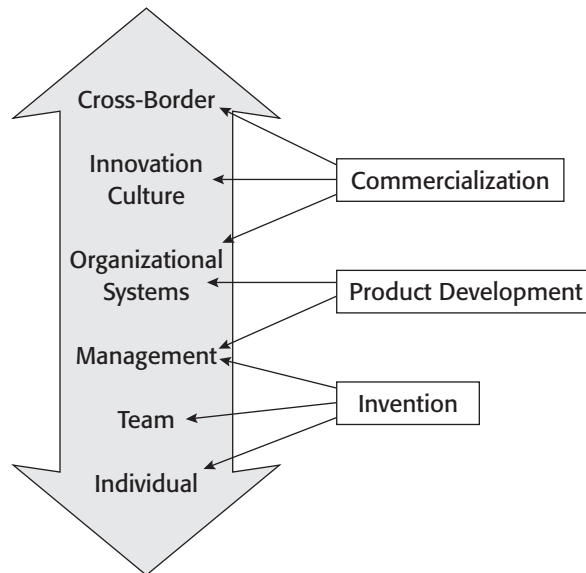 Cross-Border
Innovation
Culture
Commercialization
Organizational
Systems
Product Development
Management
Invention
Team
Individual